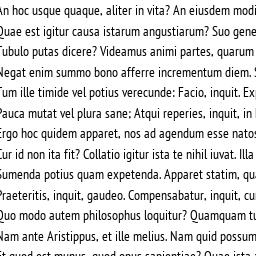 An hoc usque quaque, aliter in vita? An eiusdem modi
Quae est igitur causa istarum angustiarum? Suo gene
Tubulo putas dicere? Videamus animi partes, quarum
Negat enim summo bono afferre incrementum diem. S
Tum ille timide vel potius verecunde: Facio, inquit. Ex
Pauca mutat vel plura sane; Atqui reperies, inquit, in
Ergo hoc quidem apparet, nos ad agendum esse natos
Cur id non ita fit? Collatio igitur ista te nihil iuvat. Illa
Sumenda potius quam expetenda. Apparet statim, qu
Praeteritis, inquit, gaudeo. Compensabatur, inquit, cu
Quo modo autem philosophus loquitur? Quamquam tu
Nam ante Aristippus, et ille melius. Nam quid possum